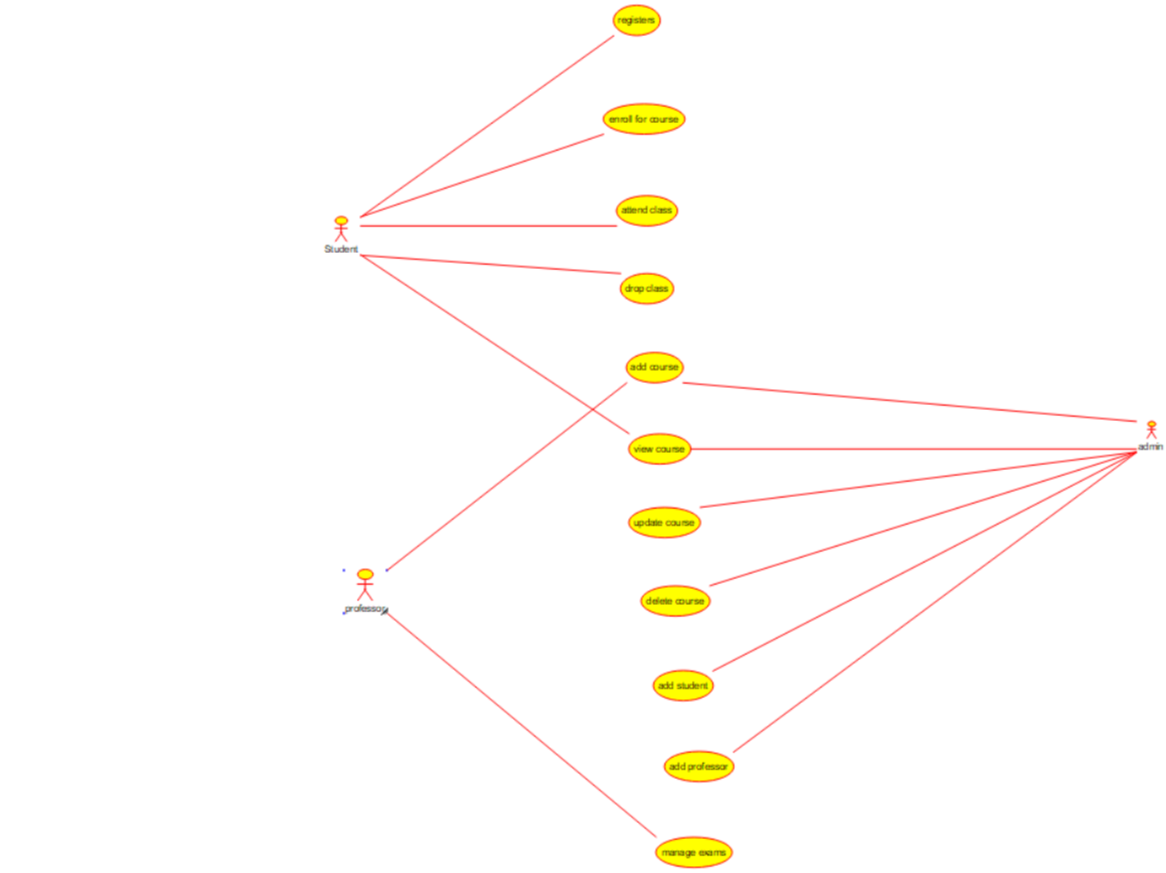 registers
enroll for course
attend class
Student
drop class
add course
view course
admin
update course
delete course
professor
add student
add professor
manage exams